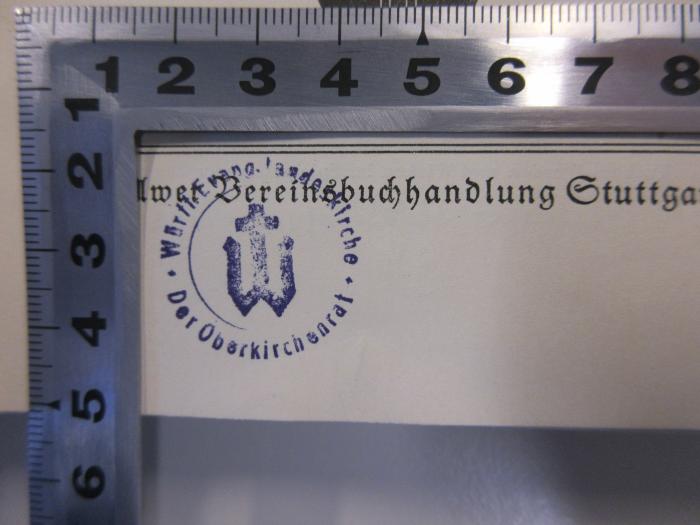 1 2 3 4 5 6 7 8
1
2
3
4
5
6
lwer Vereinsbuchhandlung Stuttga
Württ. Evang. Landeskirche
Der Oberkirchenrat